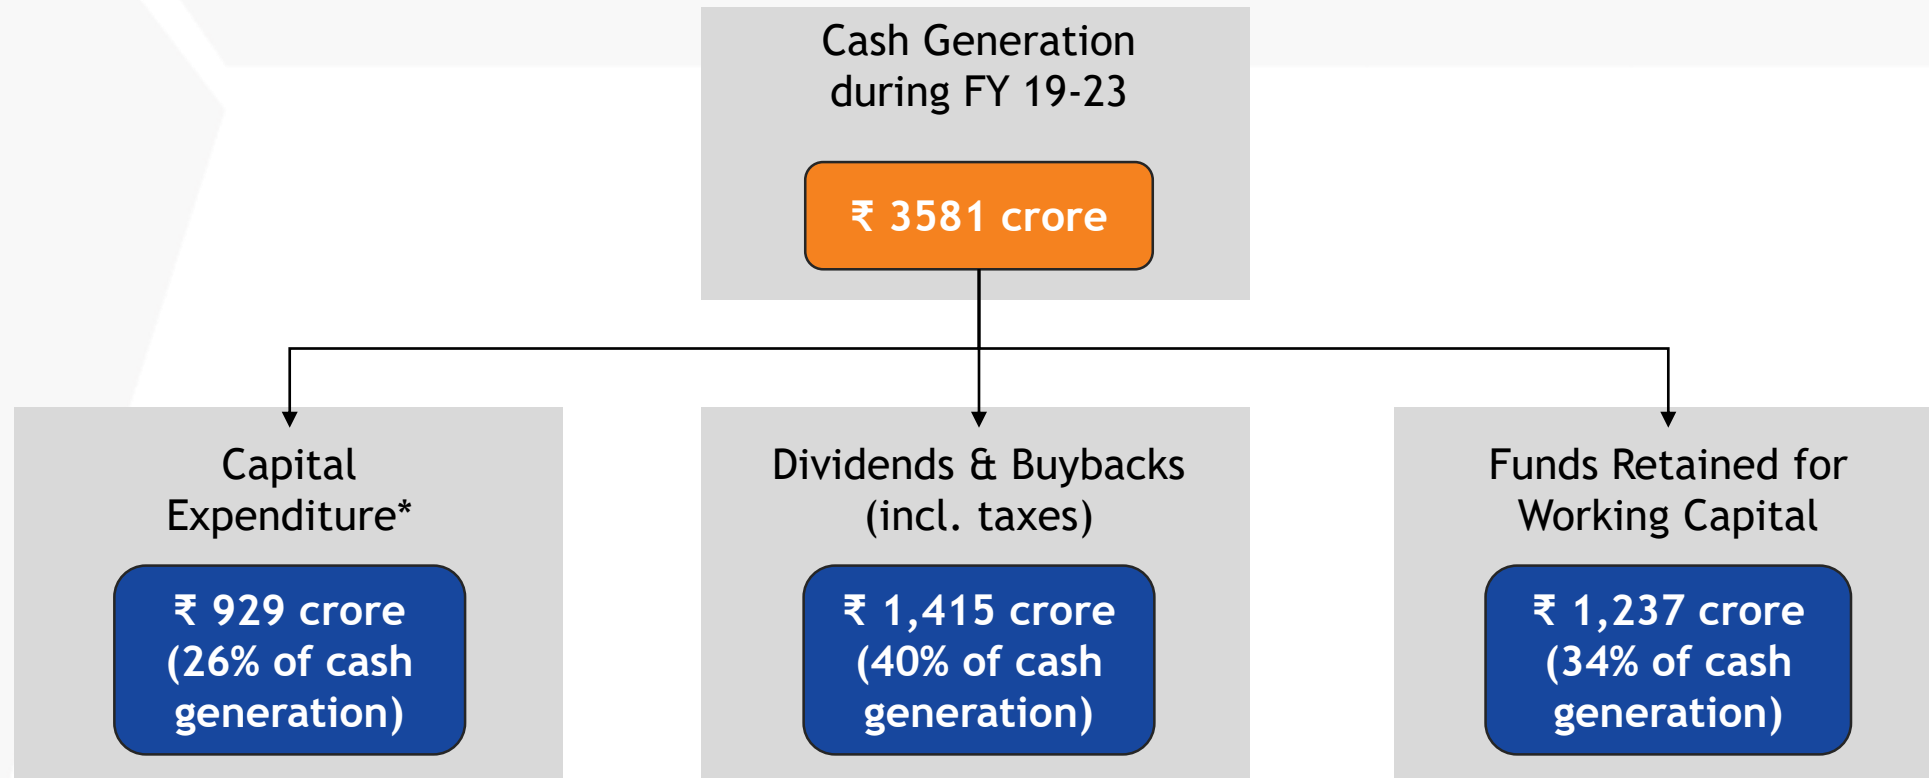 Cash Generation
during FY 19-23
₹ 3581 crore
Capital
Expenditure*
₹ 929 crore
(26% of cash
generation)
Dividends & Buybacks
(incl. taxes)
₹ 1,415 crore
(40% of cash
generation)
Funds Retained for
Working Capital
₹ 1,237 crore
(34% of cash
generation)